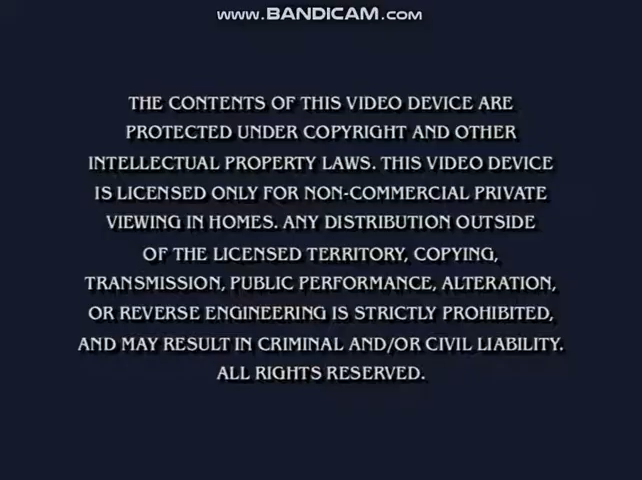 www.BANDICAM.com
THE CONTENTS OF THIS VIDEO DEVICE ARE
PROTECTED UNDER COPYRIGHT AND OTHER
INTELLECTUAL PROPERTY LAWS. THIS VIDEO DEVICE
IS LICENSED ONLY FOR NON-COMMERCIAL PRIVATE
VIEWING IN HOMES. ANY DISTRIBUTION OUTSIDE
OF THE LICENSED TERRITORY, COPYING,
TRANSMISSION, PUBLIC PERFORMANCE, ALTERATION,
OR REVERSE ENGINEERING IS STRICTLY PROHIBITED,
AND MAY RESULT IN CRIMINAL AND/OR CIVIL LIABILITY.
ALL RIGHTS RESERVED.